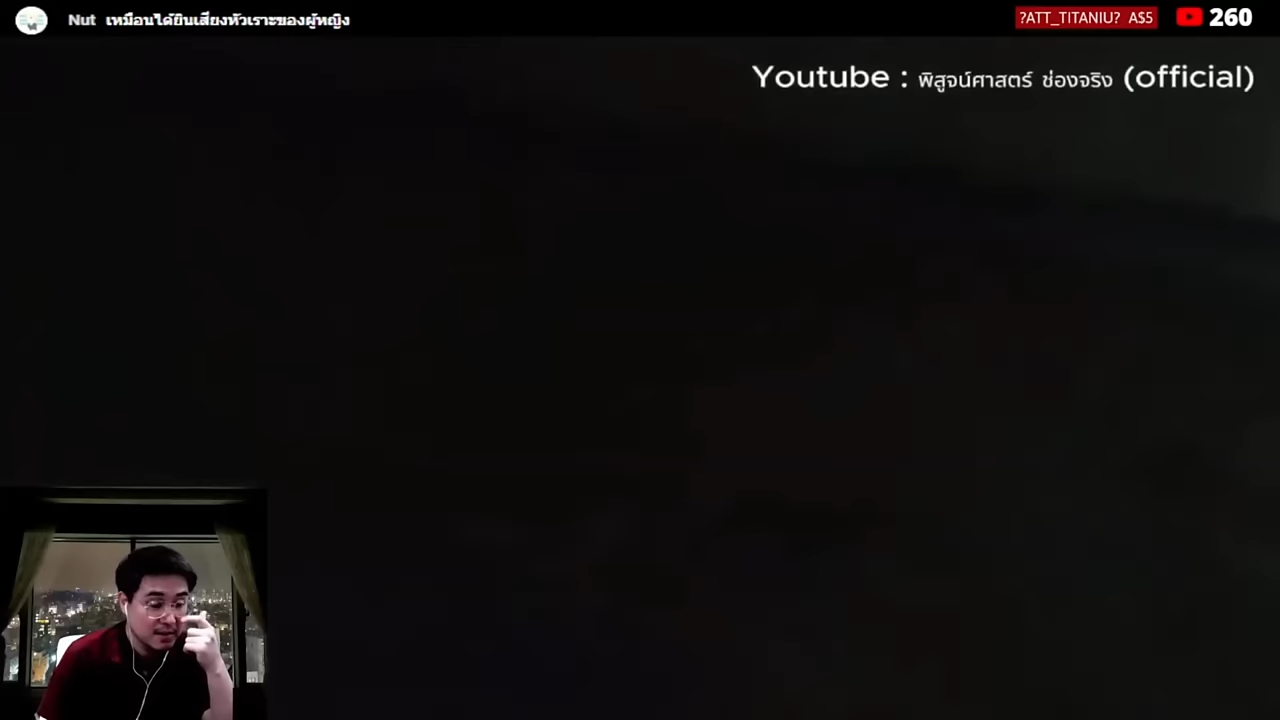 Nut เหมือนได้ยินเสียงหัวเราะของผู้หญิง
?ATT_TITANIU? A$5
260
Youtube : พิสูจน์ศาสตร์ ช่องจริง (official)